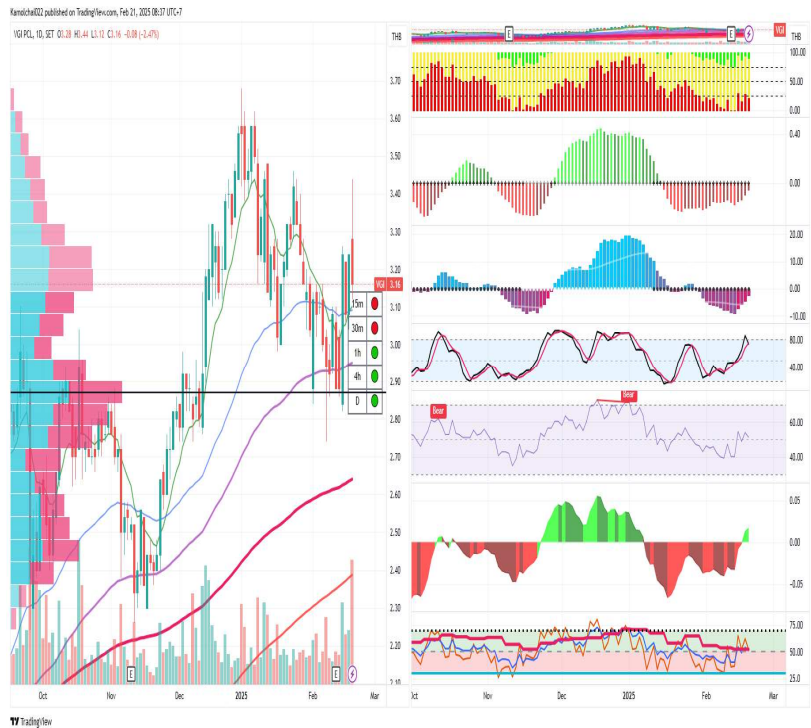 Kamolchai022 published on TradingView.com, Feb 21, 2025 08:37 UTC+7
VGI PCL, 1D, SET O3.28 H3.44 L3.12 C3.16 -0.08 (-2.47%)
THB
3.70
3.60
3.50
3.40
3.30
3.20
VGI 3.16
3.10
3.00
2.90
2.80
2.70
2.60
2.50
2.40
2.30
2.20
2.10
15m
30m
1h
4h
D
E
E
Oct
Nov
Dec
2025
Feb
Mar
E
E
VGI
THB
100.00
50.00
0.00
0.40
0.00
20.00
10.00
0.00
-10.00
80.00
40.00
Bear
Bear
60.00
40.00
0.05
0.00
-0.05
75.00
50.00
25.0
Oct
Nov
Dec
2025
Feb
Mar
TradingView